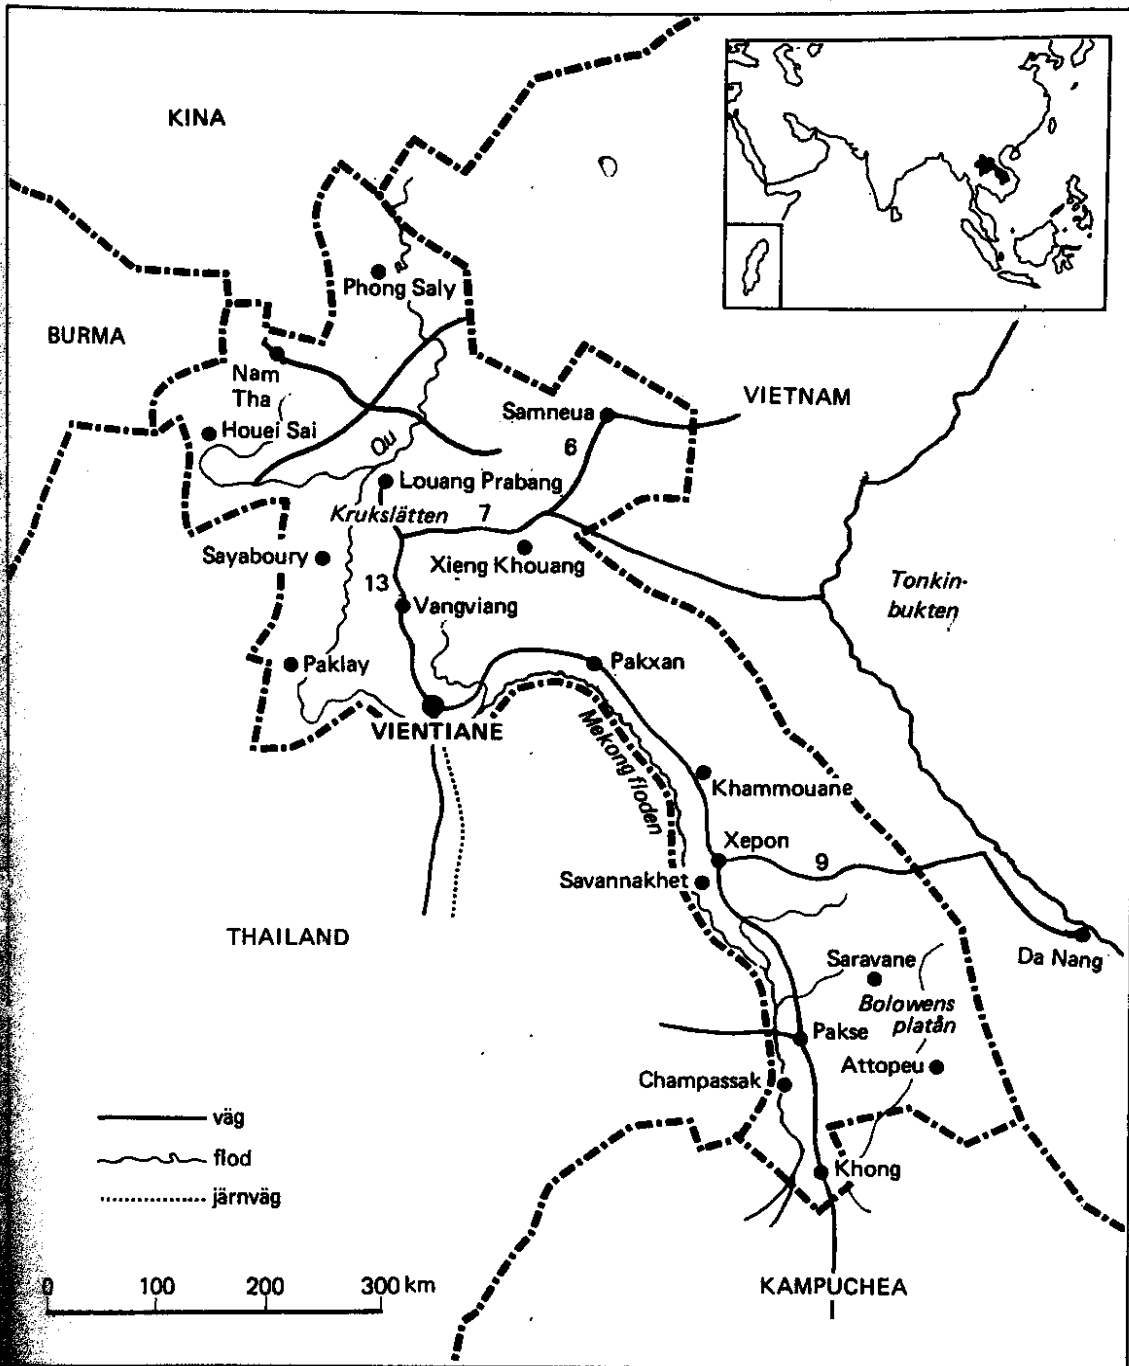 KINA
Phong Saly
BURMA
Nam
Tha
Houei Sai
Ou
Samneua
VIETNAM
6
Louang Prabang
Krukslätten
7
Sayaboury
Xieng Khouang
13
Vangviang
Tonkin-
bukten
Paklay
Pakxan
VIENTIANE
Mekong floden
Khammouane
Xepon
9
Savannakhet
THAILAND
Da Nang
Saravane
Bolowens
platån
Pakse
Attopeu
Champassak
väg
flod
järnväg
Khong
0 100 200 300 km
KAMPUCHEA